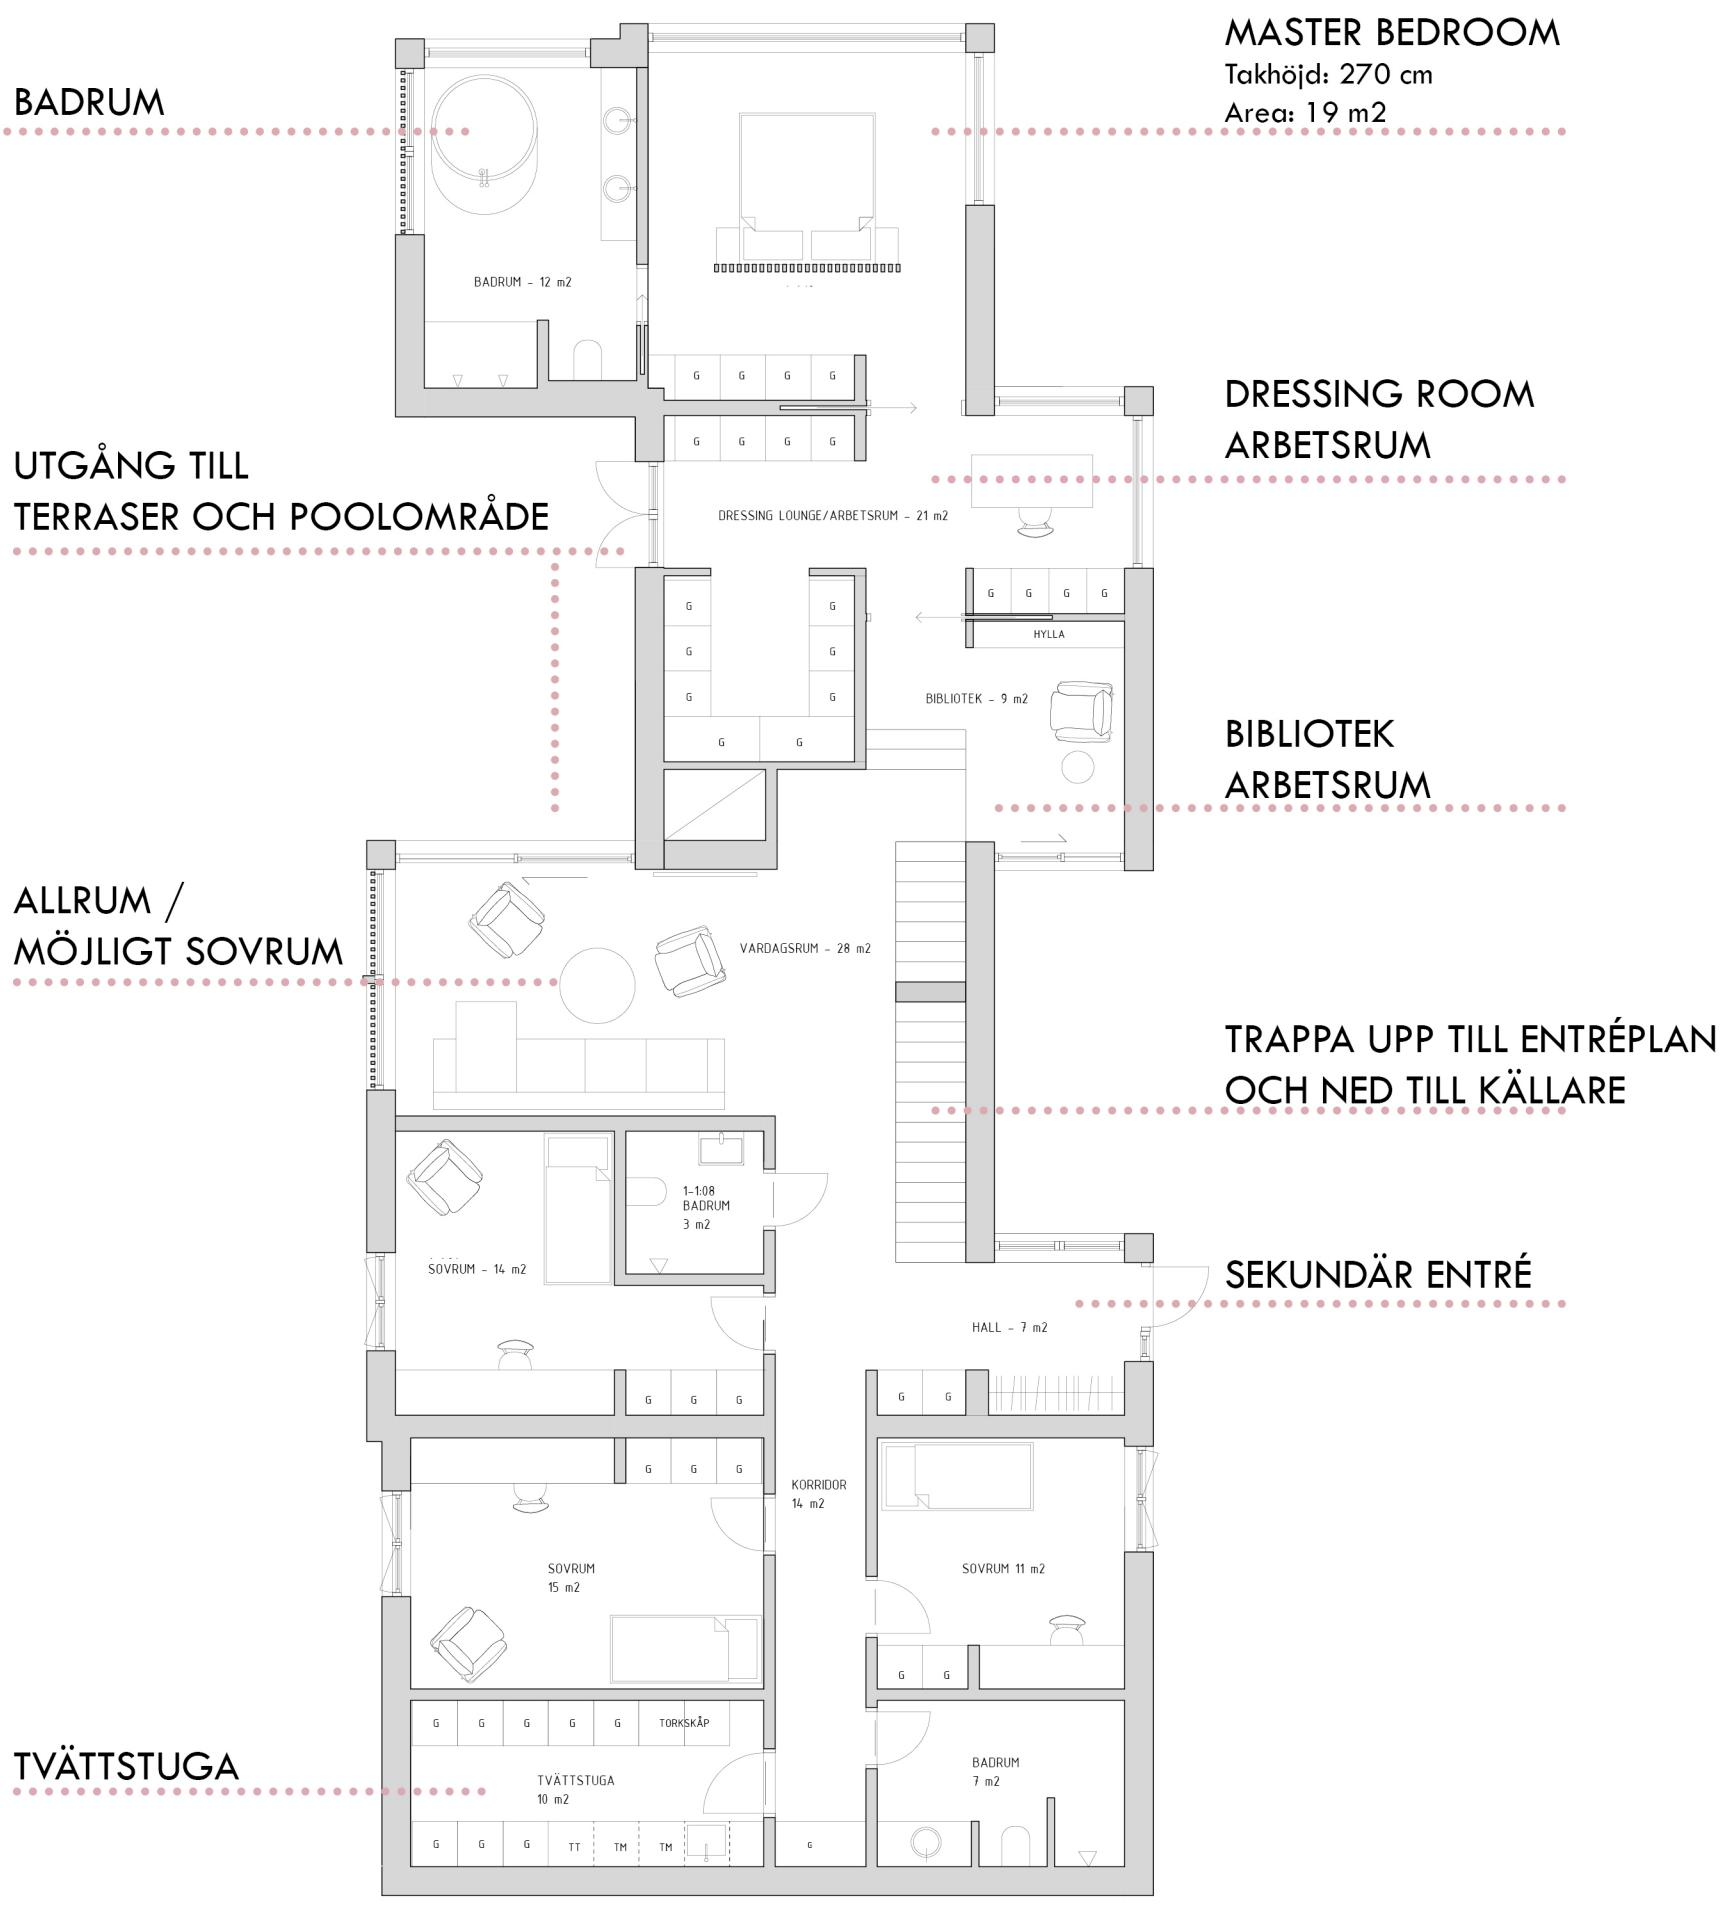 MASTER BEDROOM
Takhöjd: 270 cm
Area: 19 m2
BADRUM
BADRUM - 12 m2
G G G G
DRESSING ROOM
ARBETSRUM
G G G G
UTGÅNG TILL
TERRASER OCH POOLOMRÅDE
DRESSING LOUNGE/ARBETSRUM - 21 m2
G G G G G G
HYLLA
G G
G G
BIBLIOTEK - 9 m2
G G
BIBLIOTEK
ARBETSRUM
ALLRUM /
MÖJLIGT SOVRUM
VARDAGSRUM - 28 m2
TRAPPA UPP TILL ENTRÉPLAN
OCH NED TILL KÄLLARE
1-1:08
BADRUM
3 m2
SOVRUM - 14 m2
SEKUNDÄR ENTRÉ
HALL - 7 m2
G G G
G G
G G G
KORRIDOR
14 m2
SOVRUM
15 m2
SOVRUM 11 m2
G G
G G G G G TORKSKÅP
TVÄTTSTUGA
TVÄTTSTUGA
10 m2
BADRUM
7 m2
G G G TT TM TM
G